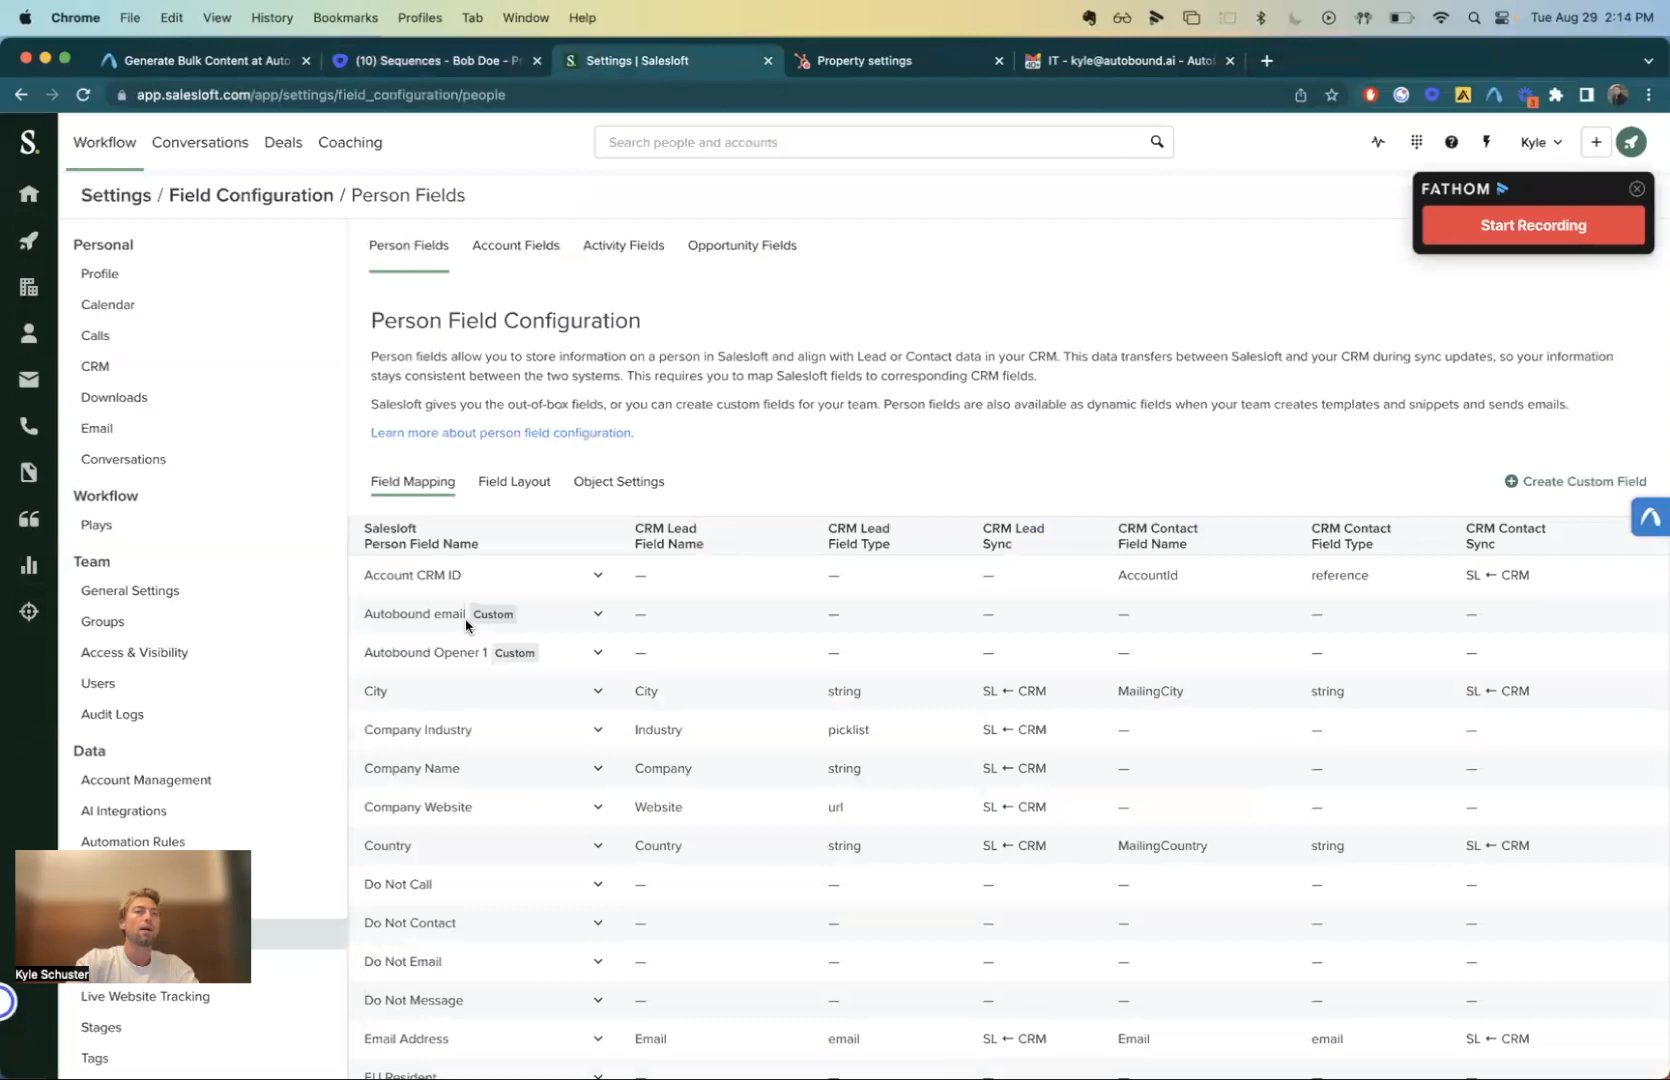 Chrome File Edit View History Bookmarks Profiles Tab Window Help Tue Aug 29 2:14 PM
Generate Bulk Content at Auto (10) Sequences - Bob Doe - P Settings | Salesloft Property settings IT - kyle@autobound.ai - Auto
app.salesloft.com/app/settings/field_configuration/people
S. Workflow Conversations Deals Coaching Search people and accounts Kyle
Settings / Field Configuration / Person Fields
FATHOM
Start Recording
Personal
Profile
Calendar
Calls
CRM
Downloads
Email
Conversations
Workflow
Plays
Team
General Settings
Groups
Access & Visibility
Users
Audit Logs
Data
Account Management
AI Integrations
Automation Rules
Kyle Schuster
Live Website Tracking
Stages
Tags
Person Fields Account Fields Activity Fields Opportunity Fields
Person Field Configuration
Person fields allow you to store information on a person in Salesloft and align with Lead or Contact data in your CRM. This data transfers between Salesloft and your CRM during sync updates, so your information
stays consistent between the two systems. This requires you to map Salesloft fields to corresponding CRM fields.
Salesloft gives you the out-of-box fields, or you can create custom fields for your team. Person fields are also available as dynamic fields when your team creates templates and snippets and sends emails.
Learn more about person field configuration.
Field Mapping Field Layout Object Settings Create Custom Field
Salesloft CRM Lead CRM Lead CRM Lead CRM Contact CRM Contact CRM Contact
Person Field Name Field Name Field Type Sync Field Name Field Type Sync
Account CRM ID — — — AccountId reference SL ← CRM
Autobound email Custom — — — — — —
Autobound Opener 1 Custom — — — — — —
City City string SL ← CRM MailingCity string SL ← CRM
Company Industry Industry picklist SL ← CRM — — —
Company Name Company string SL ← CRM — — —
Company Website Website url SL ← CRM — — —
Country Country string SL ← CRM MailingCountry string SL ← CRM
Do Not Call — — — — — —
Do Not Contact — — — — — —
Do Not Email — — — — — —
Do Not Message — — — — — —
Email Address Email email SL ← CRM Email email SL ← CRM
EU Resident